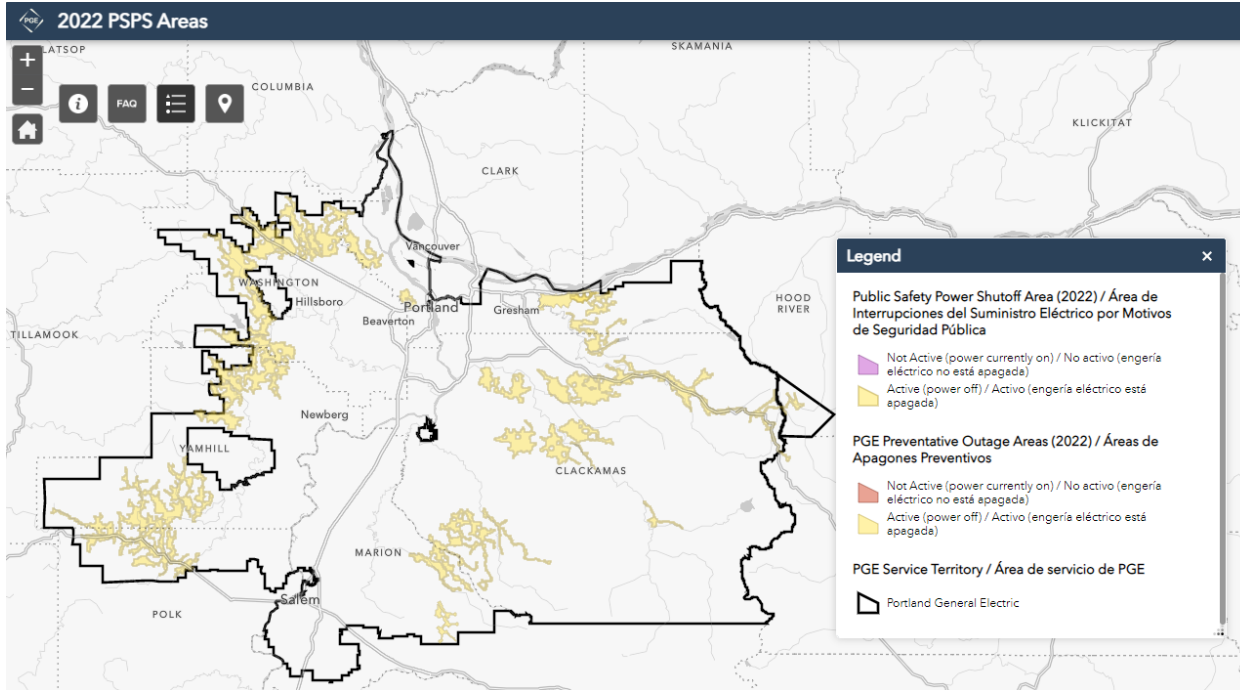 PGE 2022 PSPS Areas
+
LATSOP
SKAMANIA
−
i FAQ
COLUMBIA
KLICKITAT
CLARK
Vancouver
WASHINGTON
Hillsboro
Portland
Beaverton
Gresham
HOOD
RIVER
TILLAMOOK
Newberg
YAMHILL
CLACKAMAS
MARION
Salem
POLK
Legend ×
Public Safety Power Shutoff Area (2022) / Área de
Interrupciones del Suministro Eléctrico por Motivos
de Seguridad Pública
Not Active (power currently on) / No activo (engería
eléctrico no está apagada)
Active (power off) / Activo (engería eléctrico está
apagada)
PGE Preventative Outage Areas (2022) / Áreas de
Apagones Preventivos
Not Active (power currently on) / No activo (engería
eléctrico no está apagada)
Active (power off) / Activo (engería eléctrico está
apagada)
PGE Service Territory / Área de servicio de PGE
Portland General Electric